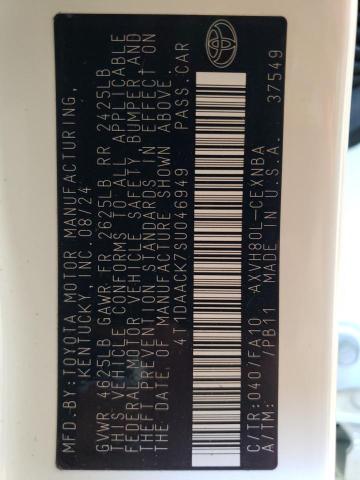 MFD.BY:TOYOTA MOTOR MANUFACTURING,
KENTUCKY, INC.08/24
GVWR 4625LB GAWR:FR 2625LB RR 2425LB
THIS VEHICLE CONFORMS TO ALL APPLICABLE
FEDERAL MOTOR VEHICLE SAFETY, BUMPER, AND
THEFT PREVENTION STANDARDS IN EFFECT ON
THE DATE OF MANUFACTURE SHOWN ABOVE.
4T1DAACK7SU046949 PASS.CAR
C/TR:040/FA10 AXVH80L-CEXNBA
A/TM: /PB11 MADE IN U.S.A. 37549